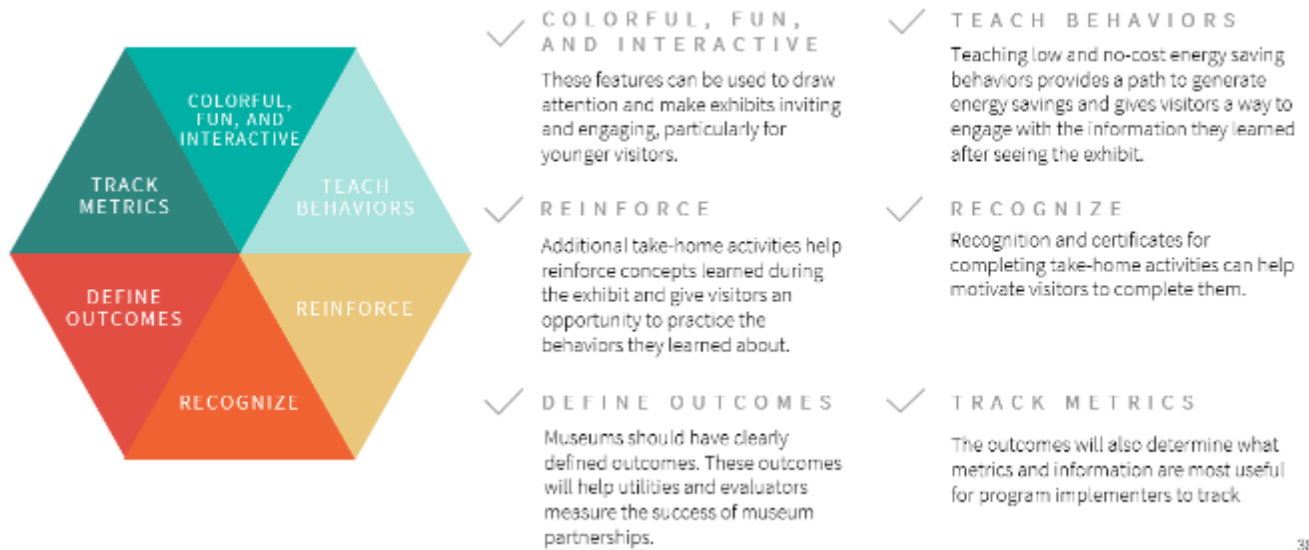 COLORFUL,
FUN, AND
INTERACTIVE
TEACH
BEHAVIORS
REINFORCE
RECOGNIZE
DEFINE
OUTCOMES
TRACK
METRICS
COLORFUL, FUN,
AND INTERACTIVE
These features can be used to draw
attention and make exhibits inviting
and engaging, particularly for
younger visitors.
TEACH BEHAVIORS
Teaching low and no-cost energy saving
behaviors provides a path to generate
energy savings and gives visitors a way to
engage with the information they learned
after seeing the exhibit.
REINFORCE
Additional take-home activities help
reinforce concepts learned during
the exhibit and give visitors an
opportunity to practice the
behaviors they learned about.
RECOGNIZE
Recognition and certificates for
completing take-home activities can help
motivate visitors to complete them.
DEFINE OUTCOMES
Museums should have clearly
defined outcomes. These outcomes
will help utilities and evaluators
measure the success of museum
partnerships.
TRACK METRICS
The outcomes will also determine what
metrics and information are most useful
for program implementers to track